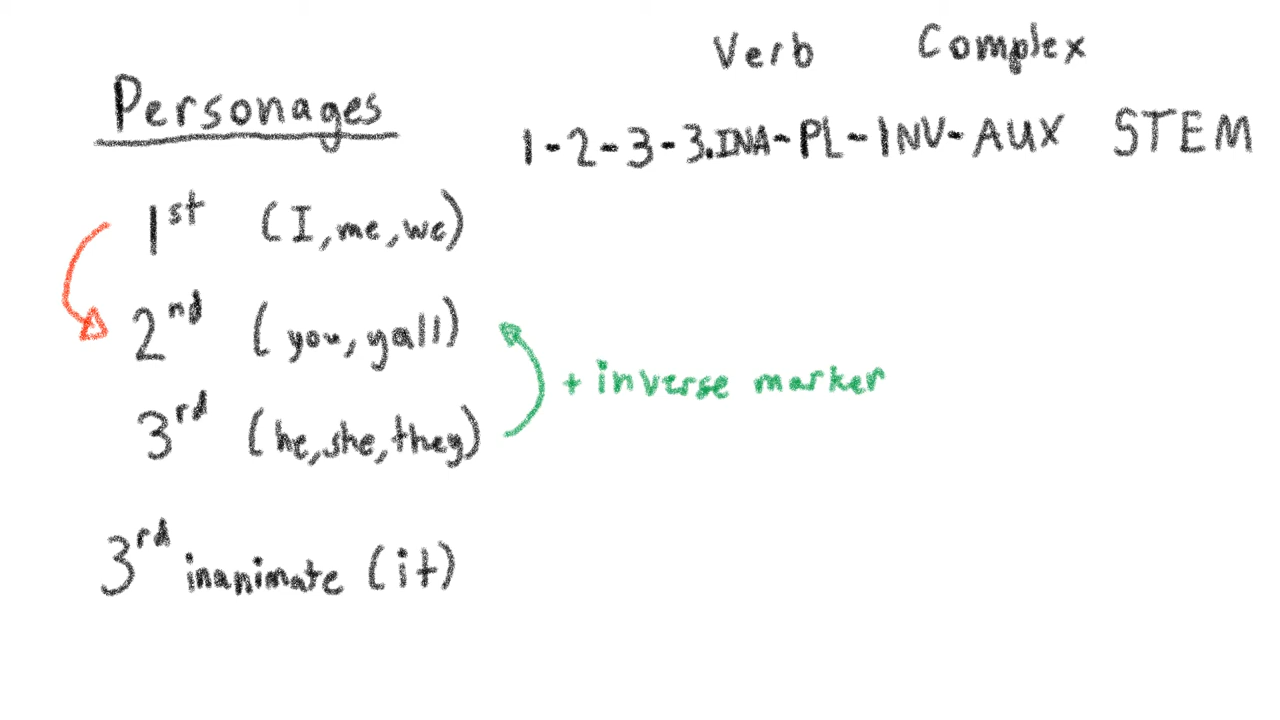 Verb Complex
Personages
1-2-3-3.INA-PL-INV-AUX STEM
1st (I, me, we)
2nd (you, yall)
+ inverse marker
3rd (he, she, they)
3rd inanimate (it)